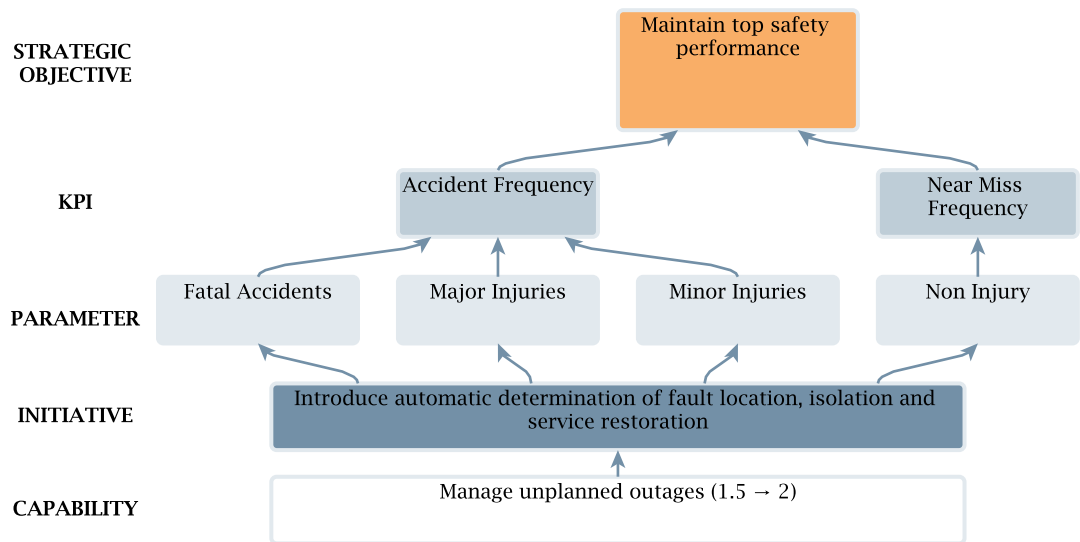 STRATEGIC
OBJECTIVE
Maintain top safety
performance
KPI
Accident Frequency
Near Miss
Frequency
PARAMETER
Fatal Accidents
Major Injuries
Minor Injuries
Non Injury
INITIATIVE
Introduce automatic determination of fault location, isolation and
service restoration
CAPABILITY
Manage unplanned outages (1.5 → 2)